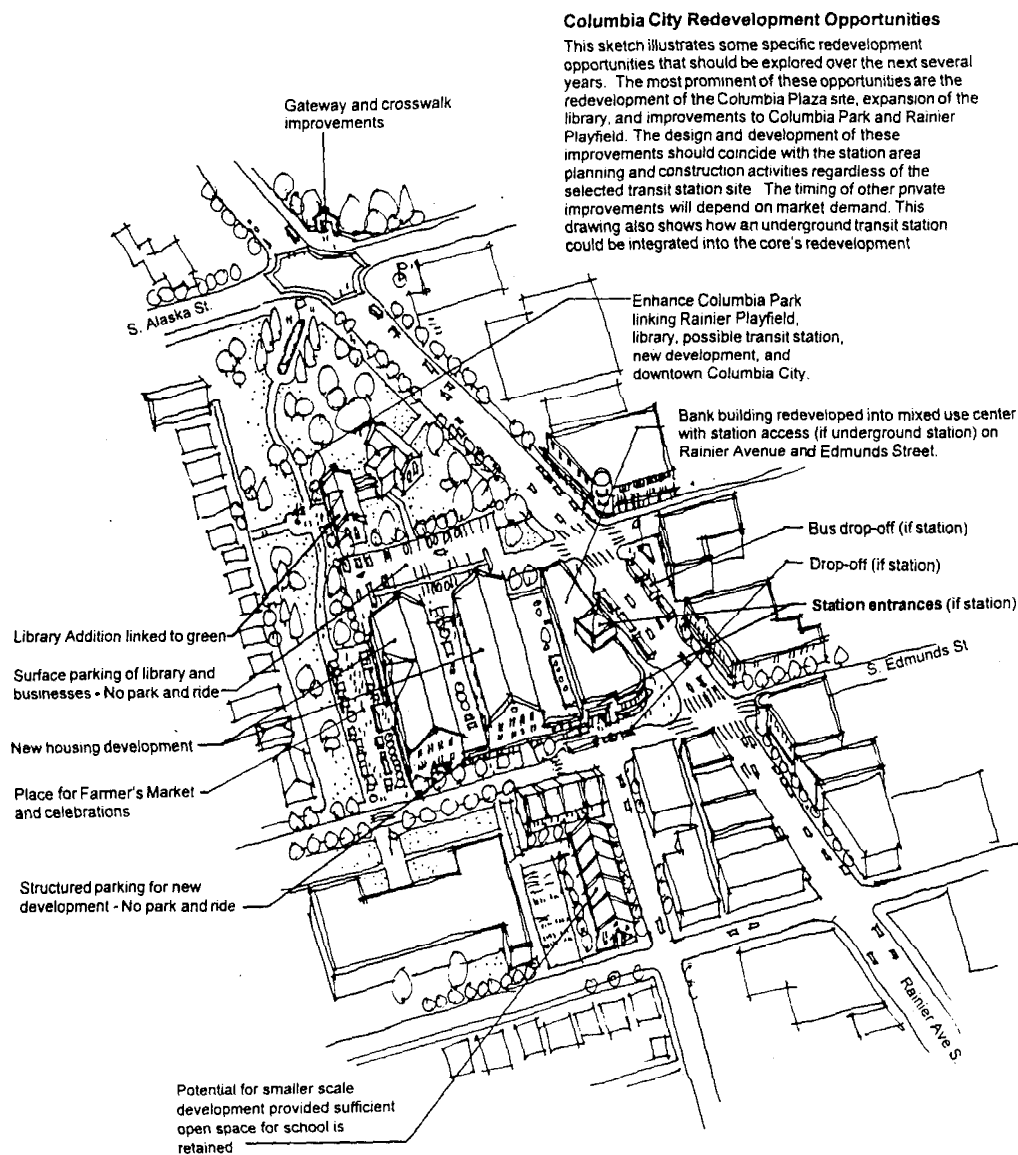 Columbia City Redevelopment Opportunities
This sketch illustrates some specific redevelopment
opportunities that should be explored over the next several
years. The most prominent of these opportunities are the
redevelopment of the Columbia Plaza site, expansion of the
library, and improvements to Columbia Park and Rainier
Playfield. The design and development of these
improvements should coincide with the station area
planning and construction activities regardless of the
selected transit station site The timing of other private
improvements will depend on market demand. This
drawing also shows how an underground transit station
could be integrated into the core's redevelopment
Gateway and crosswalk
improvements
S. Alaska St.
Enhance Columbia Park
linking Rainier Playfield,
library, possible transit station,
new development, and
downtown Columbia City.
Bank building redeveloped into mixed use center
with station access (if underground station) on
Rainier Avenue and Edmunds Street.
Bus drop-off (if station)
Drop-off (if station)
Station entrances (if station)
S. Edmunds St
Library Addition linked to green
Surface parking of library and
businesses - No park and ride
New housing development
Place for Farmer's Market
and celebrations
Structured parking for new
development - No park and ride
Rainier Ave S.
Potential for smaller scale
development provided sufficient
open space for school is
retained